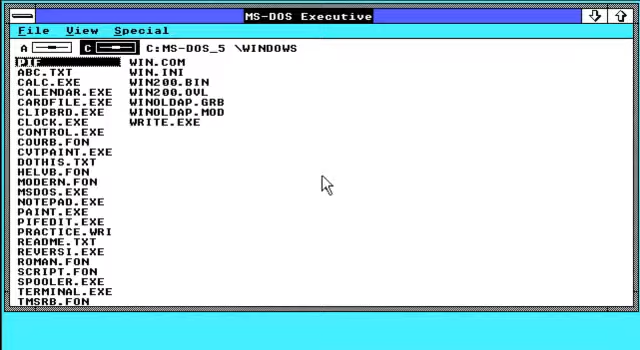 MS-DOS Executive
File View Special
A C C:MS-DOS_5 \WINDOWS
PIF WIN.COM
ABC.TXT WIN.INI
CALC.EXE WIN200.BIN
CALENDAR.EXE WIN200.OVL
CARDFILE.EXE WINOLDAP.GRB
CLIPBRD.EXE WINOLDAP.MOD
CLOCK.EXE WRITE.EXE
CONTROL.EXE
COURB.FON
CVTPAINT.EXE
DOTHIS.TXT
HELVB.FON
MODERN.FON
MSDOS.EXE
NOTEPAD.EXE
PAINT.EXE
PIFEDIT.EXE
PRACTICE.WRI
README.TXT
REVERSI.EXE
ROMAN.FON
SCRIPT.FON
SPOOLER.EXE
TERMINAL.EXE
TMSRB.FON